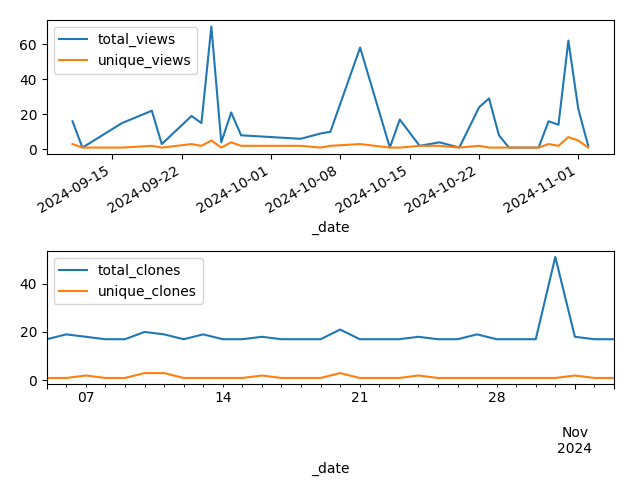 total_views
unique_views
60
40
20
0
2024-09-15
2024-09-22
2024-10-01
2024-10-08
2024-10-15
2024-10-22
2024-11-01
_date
total_clones
unique_clones
40
20
0
07 14 21 28
Nov
2024
_date